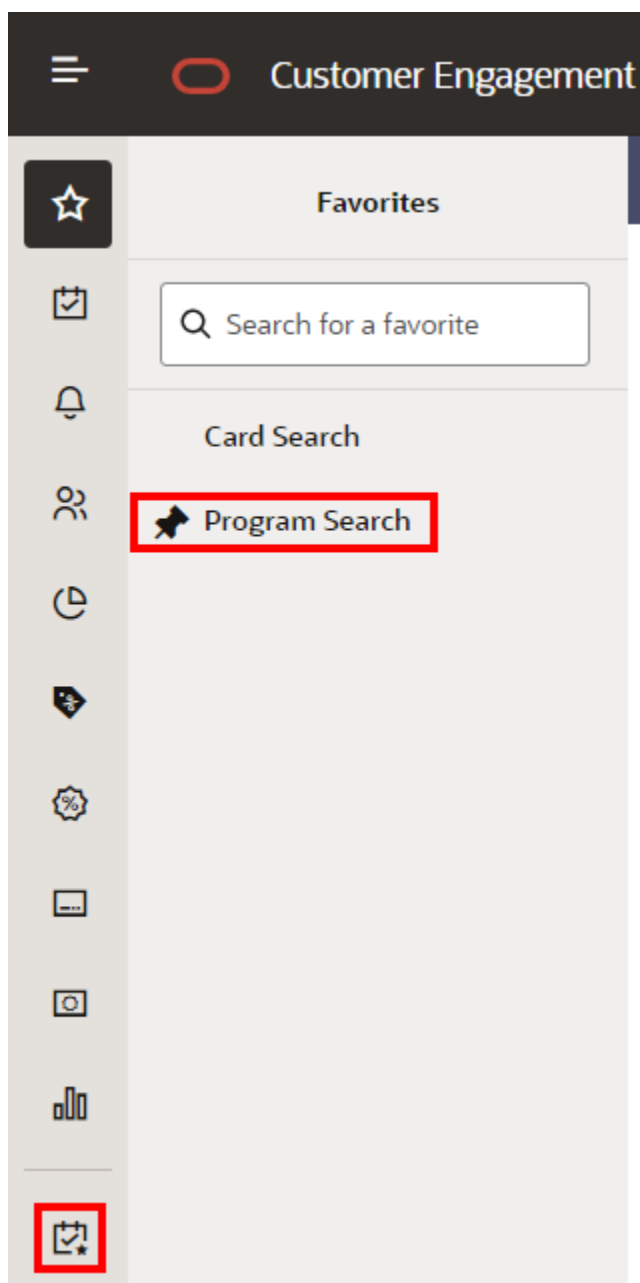 Customer Engagement
Favorites
Search for a favorite
Card Search
Program Search